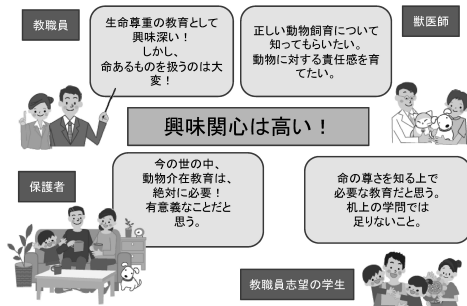 教職員
生命尊重の教育として
興味深い！
しかし、
命あるものを扱うのは大
変！
正しい動物飼育について
知ってもらいたい。
動物に対する責任感を育
てたい。
獣医師
興味関心は高い！
保護者
今の世の中、
動物介在教育は、
絶対に必要！
有意義なことだと
思う。
命の尊さを知る上で
必要な教育だと思う。
机上の学問では
足りないこと。
教職員志望の学生